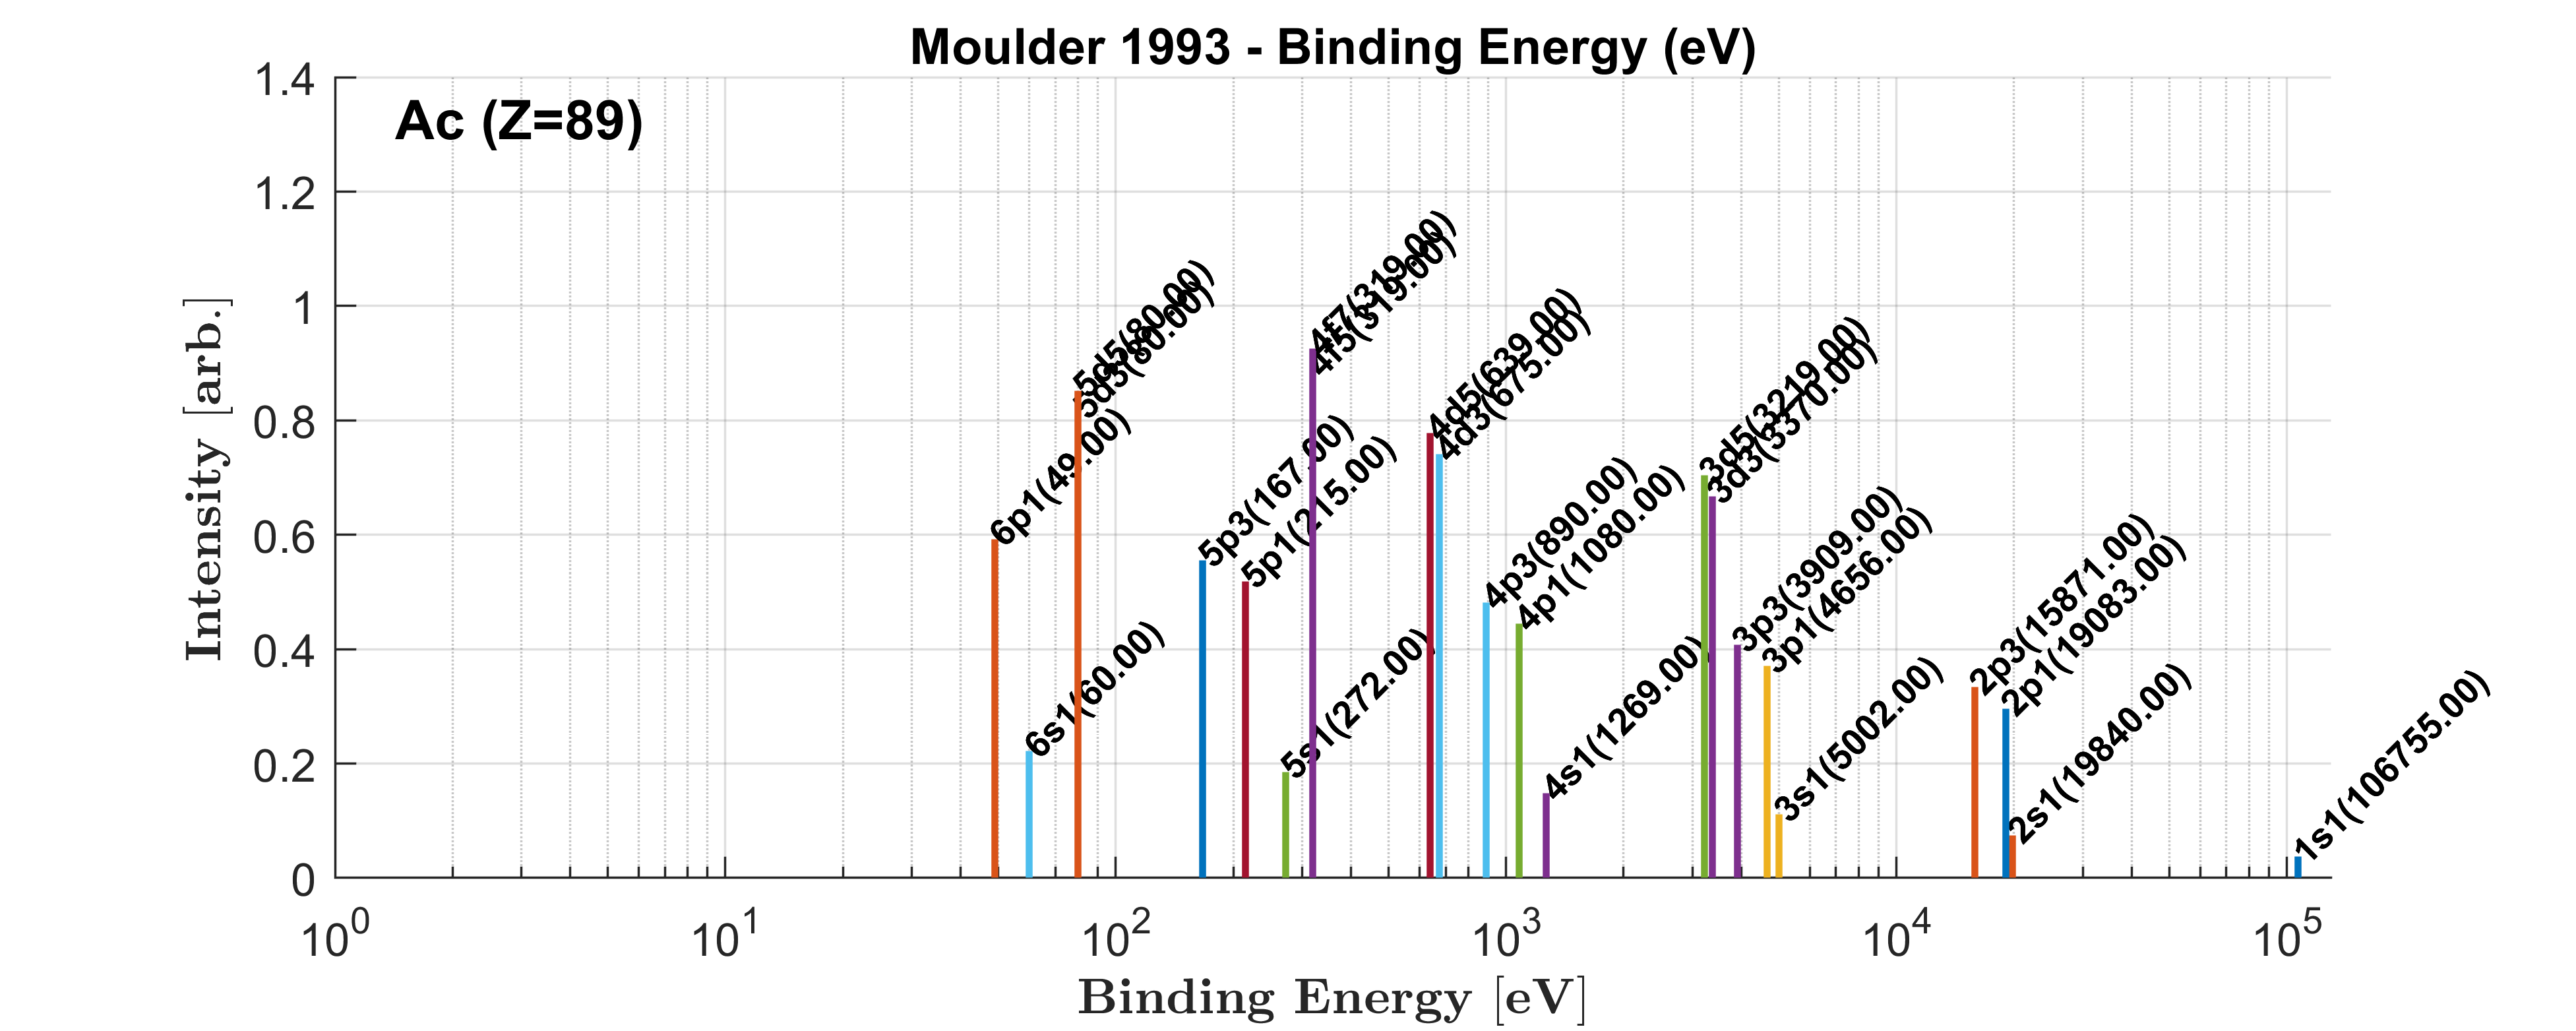 Moulder 1993 - Binding Energy (eV)
Ac (Z=89)
Intensity [arb.]
1.4
1.2
1
0.8
0.6
0.4
0.2
0
6p1(49.00)
6s1(60.00)
5d5(80.00)
5d3(80.00)
5p3(167.00)
5p1(215.00)
5s1(272.00)
4f7(319.00)
4f5(319.00)
4d5(639.00)
4d3(675.00)
4p3(890.00)
4p1(1080.00)
4s1(1269.00)
3d5(3219.00)
3d3(3370.00)
3p3(3909.00)
3p1(4656.00)
3s1(5002.00)
2p3(15871.00)
2p1(19083.00)
2s1(19840.00)
1s1(106755.00)
10^0 10^1 10^2 10^3 10^4 10^5
Binding Energy [eV]